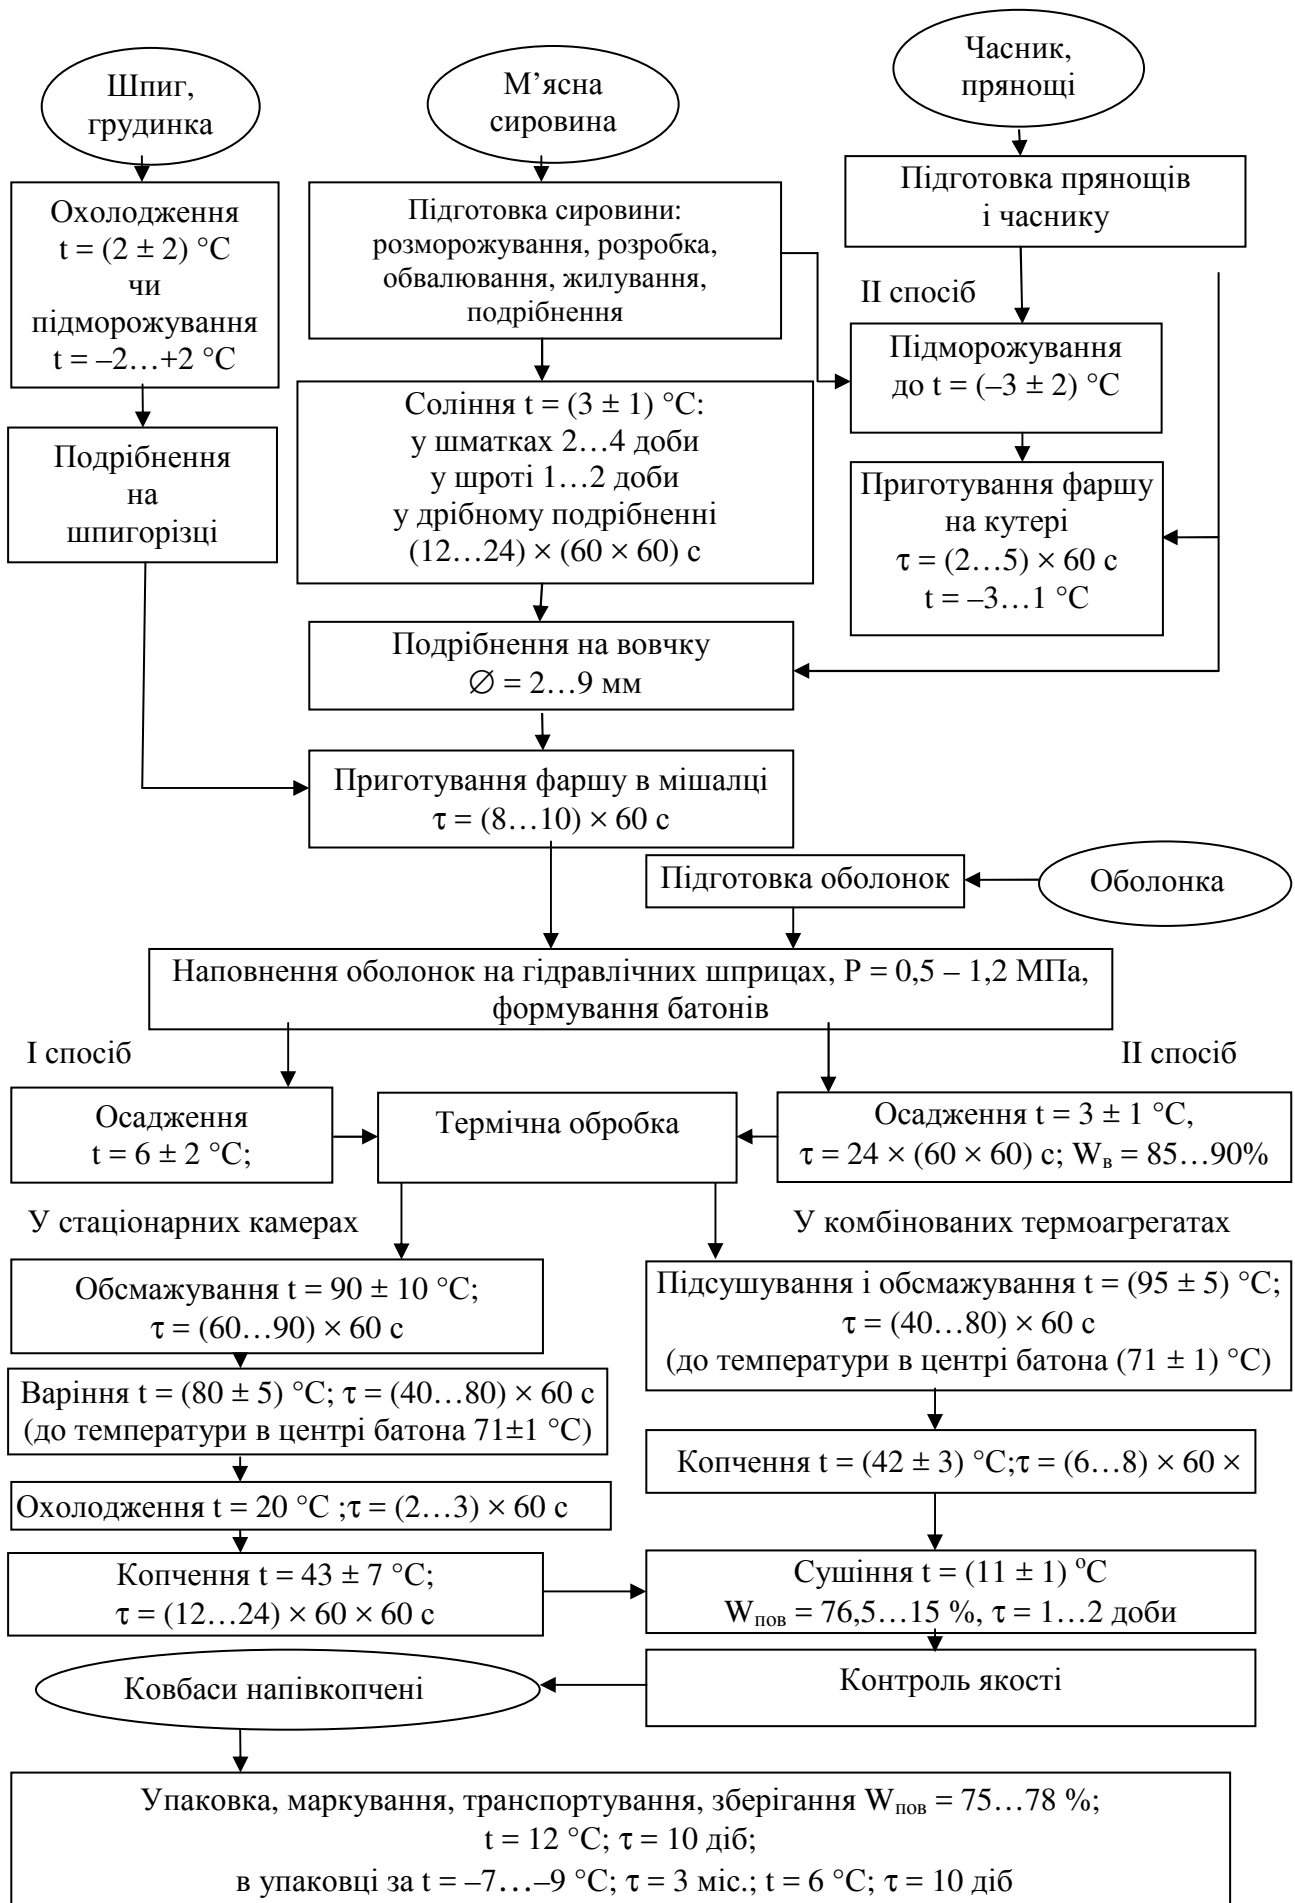 Шпиг,
грудинка
М’ясна
сировина
Часник,
прянощі
Охолодження
t = (2 ± 2) °С
чи
підморожування
t = –2…+2 °С
Підготовка сировини:
розморожування, розробка,
обвалювання, жилування,
подрібнення
Підготовка прянощів
і часнику
ІІ спосіб
Підморожування
до t = (–3 ± 2) °С
Соління t = (3 ± 1) °С:
у шматках 2…4 доби
у шроті 1…2 доби
у дрібному подрібненні
(12…24) × (60 × 60) с
Подрібнення
на
шпигорізці
Приготування фаршу
на кутері
τ = (2…5) × 60 с
t = –3…1 °С
Подрібнення на вовчку
∅ = 2…9 мм
Приготування фаршу в мішалці
τ = (8…10) × 60 с
Підготовка оболонок
Оболонка
Наповнення оболонок на гідравлічних шприцах, Р = 0,5 – 1,2 МПа,
формування батонів
І спосіб
ІІ спосіб
Осадження
t = 6 ± 2 °С;
Термічна обробка
Осадження t = 3 ± 1 °С,
τ = 24 × (60 × 60) с; Wв = 85…90%
У стаціонарних камерах
У комбінованих термоагрегатах
Обсмажування t = 90 ± 10 °С;
τ = (60…90) × 60 с
Підсушування і обсмажування t = (95 ± 5) °С;
τ = (40…80) × 60 с
(до температури в центрі батона (71 ± 1) °С)
Варіння t = (80 ± 5) °С; τ = (40…80) × 60 с
(до температури в центрі батона 71±1 °С)
Копчення t = (42 ± 3) °С;τ = (6…8) × 60 ×
Охолодження t = 20 °С ;τ = (2…3) × 60 с
Копчення t = 43 ± 7 °С;
τ = (12…24) × 60 × 60 с
Сушіння t = (11 ± 1) °С
Wпов = 76,5…15 %, τ = 1…2 доби
Ковбаси напівкопчені
Контроль якості
Упаковка, маркування, транспортування, зберігання Wпов = 75…78 %;
t = 12 °С; τ = 10 діб;
в упаковці за t = –7…–9 °С; τ = 3 міс.; t = 6 °С; τ = 10 діб